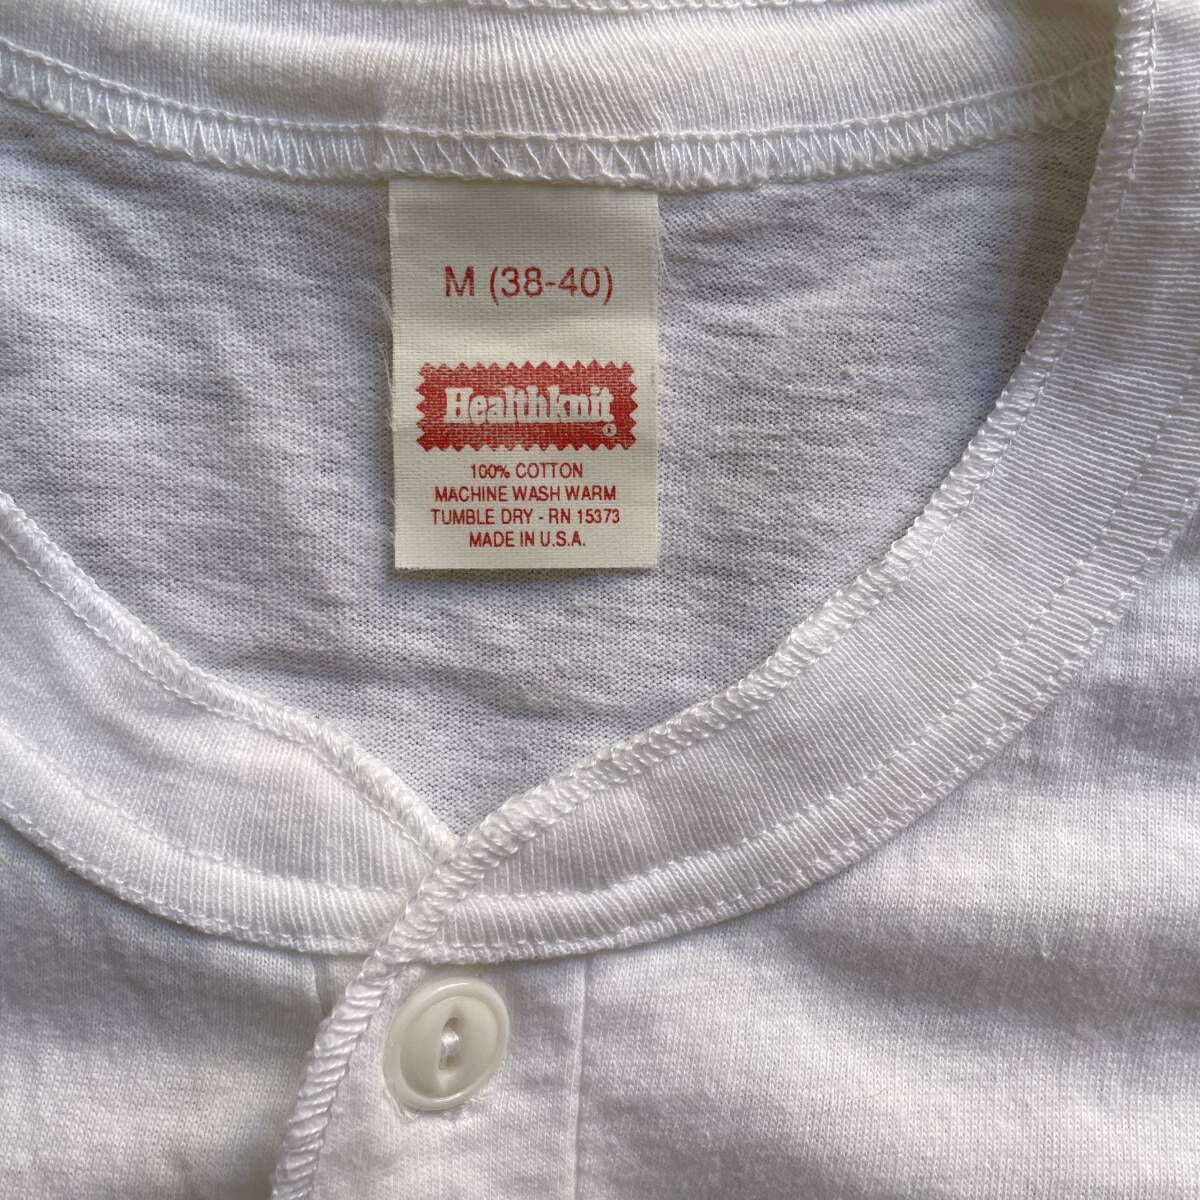 M (38-40)
Healthknit
100% COTTON
MACHINE WASH WARM
TUMBLE DRY - RN 15373
MADE IN U.S.A.